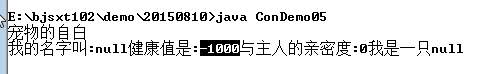 E:\bjsxt102\demo\20150810>java ConDemo05
宠物的自白
我的名字叫:null健康值是:-1000与主人的亲密度:0我是一只null